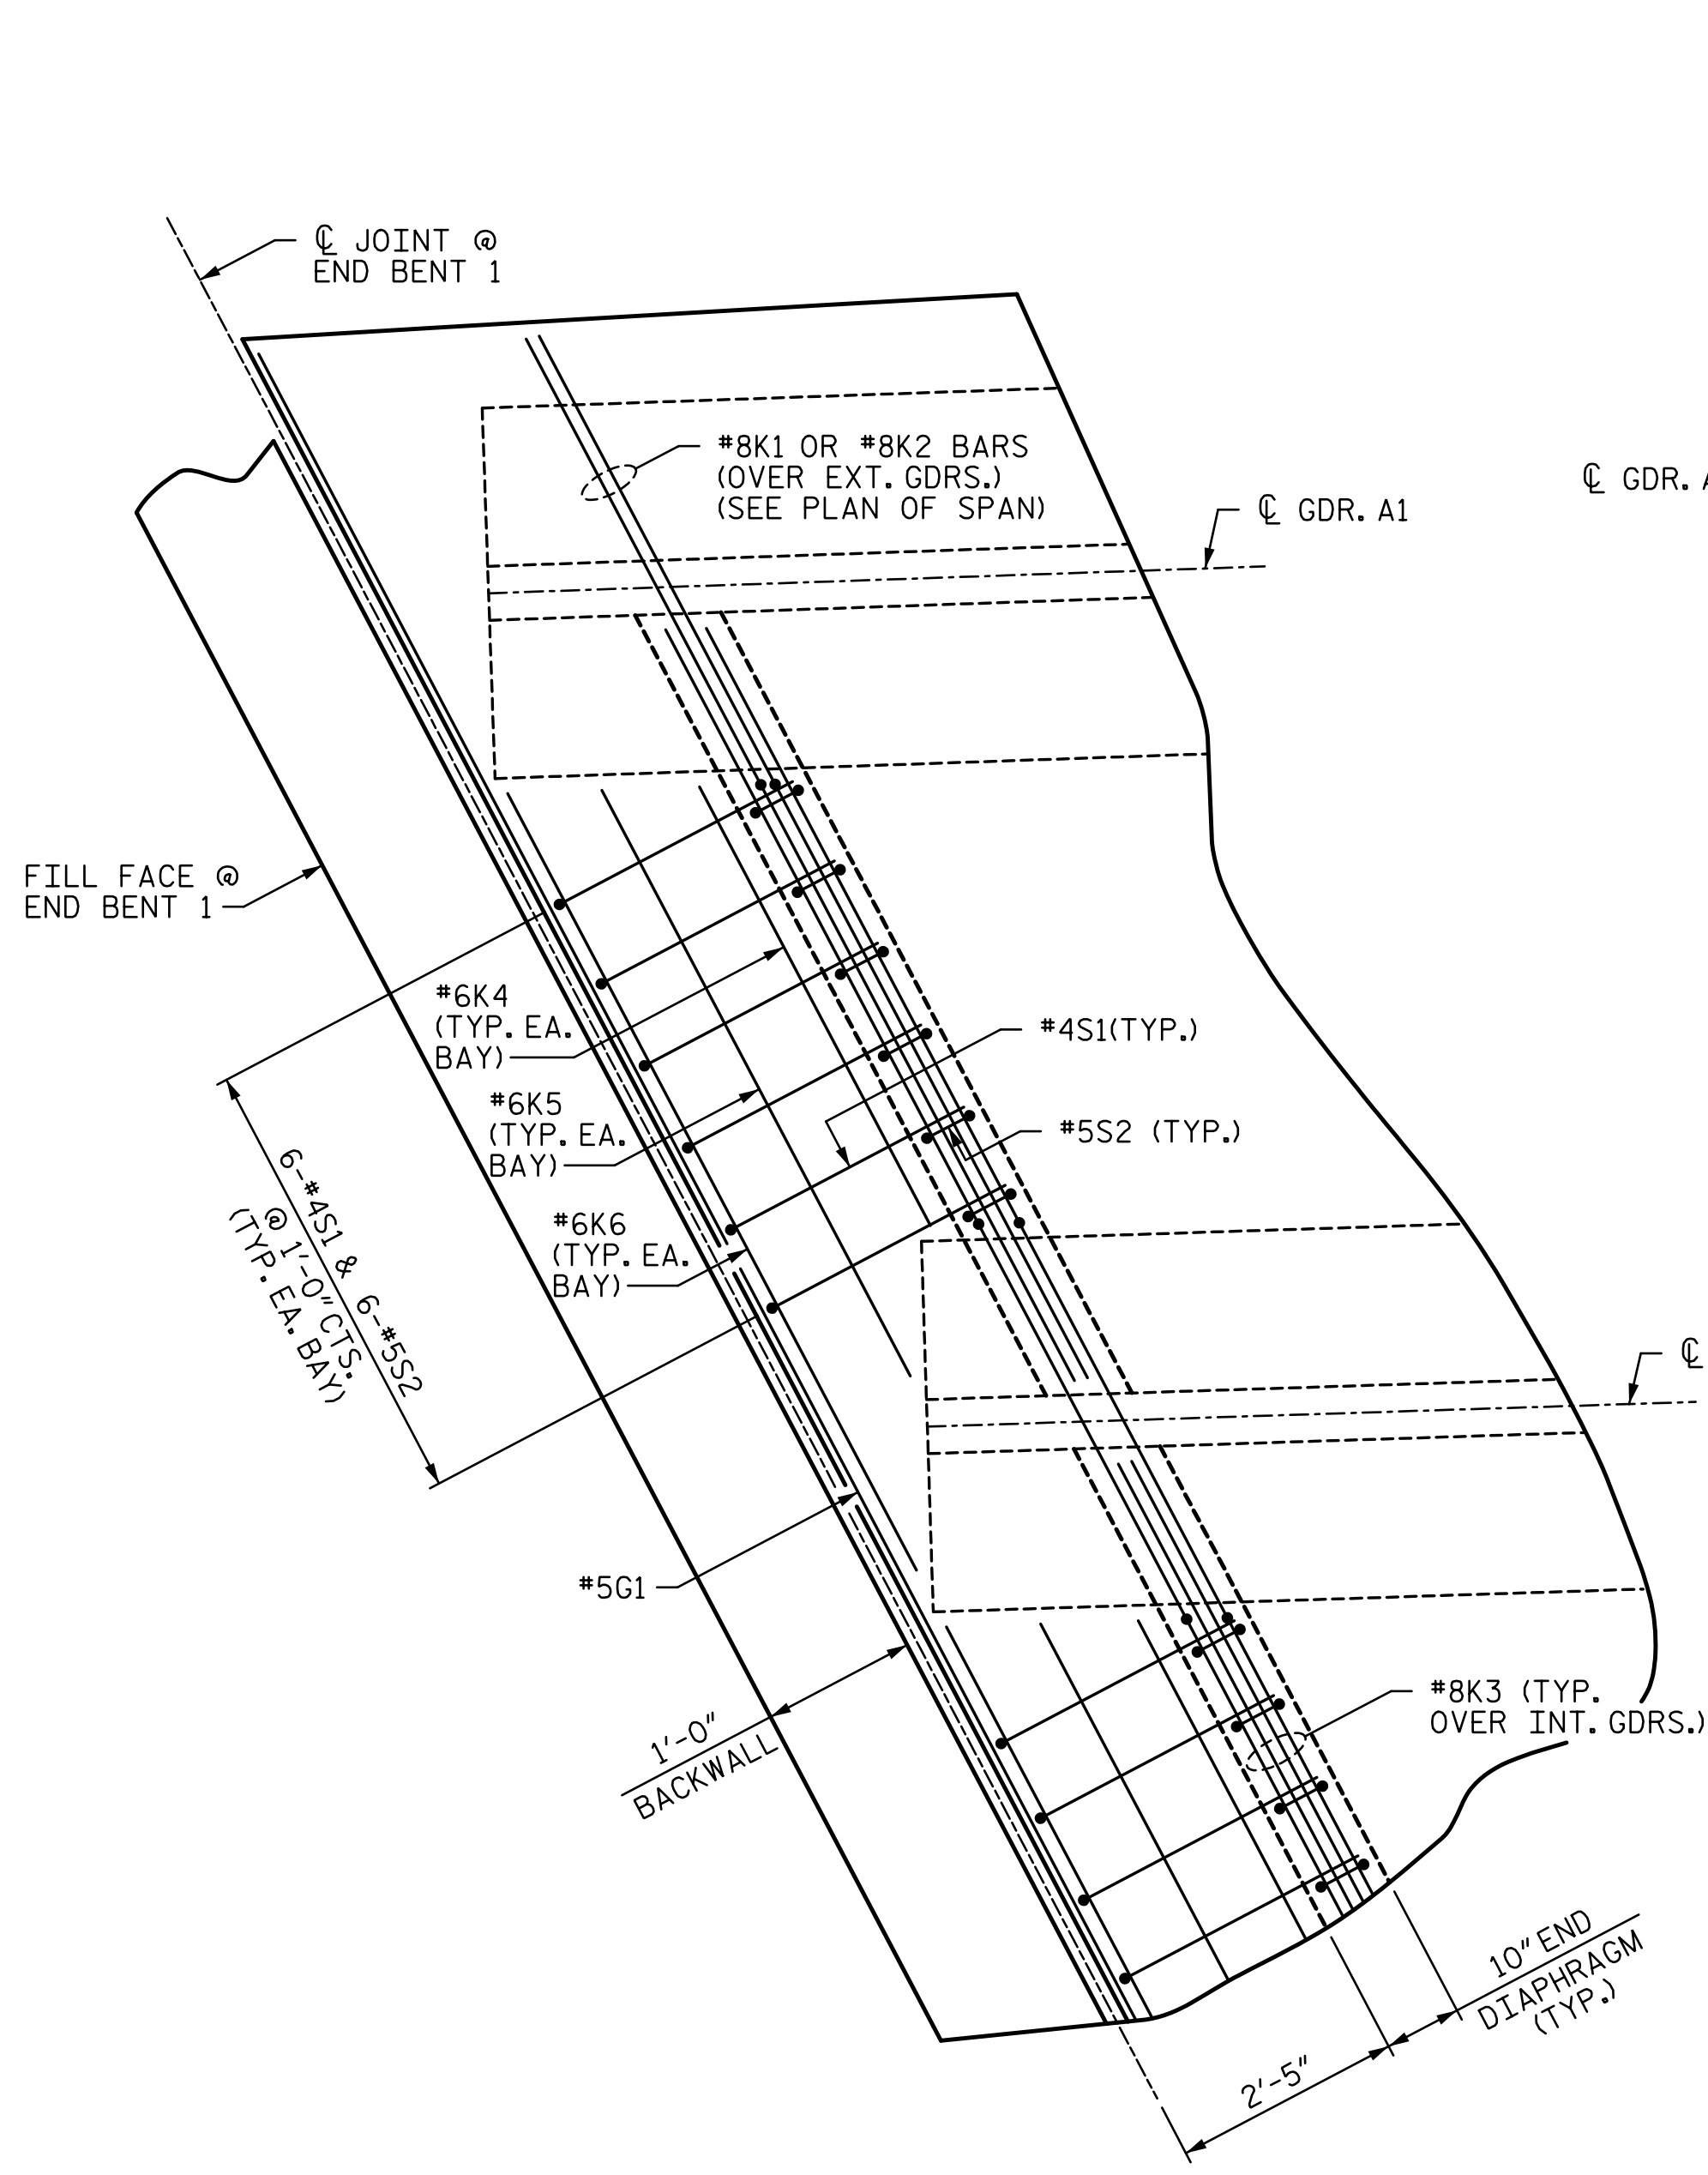 ℄ JOINT @
END BENT 1
#8K1 OR #8K2 BARS
(OVER EXT. GDRS.)
(SEE PLAN OF SPAN)
℄ GDR. A1
℄ GDR. A
FILL FACE @
END BENT 1
#6K4
(TYP. EA.
BAY)
#4S1(TYP.)
#6K5
(TYP. EA.
BAY)
#5S2 (TYP.)
#6K6
(TYP. EA.
BAY)
6-#4S1 & 6-#5S2
@ 1'-0" CTS.
(TYP. EA. BAY)
℄
#5G1
1'-0"
BACKWALL
#8K3 (TYP.
OVER INT. GDRS.)
10" END
DIAPHRAGM
(TYP.)
2'-5"